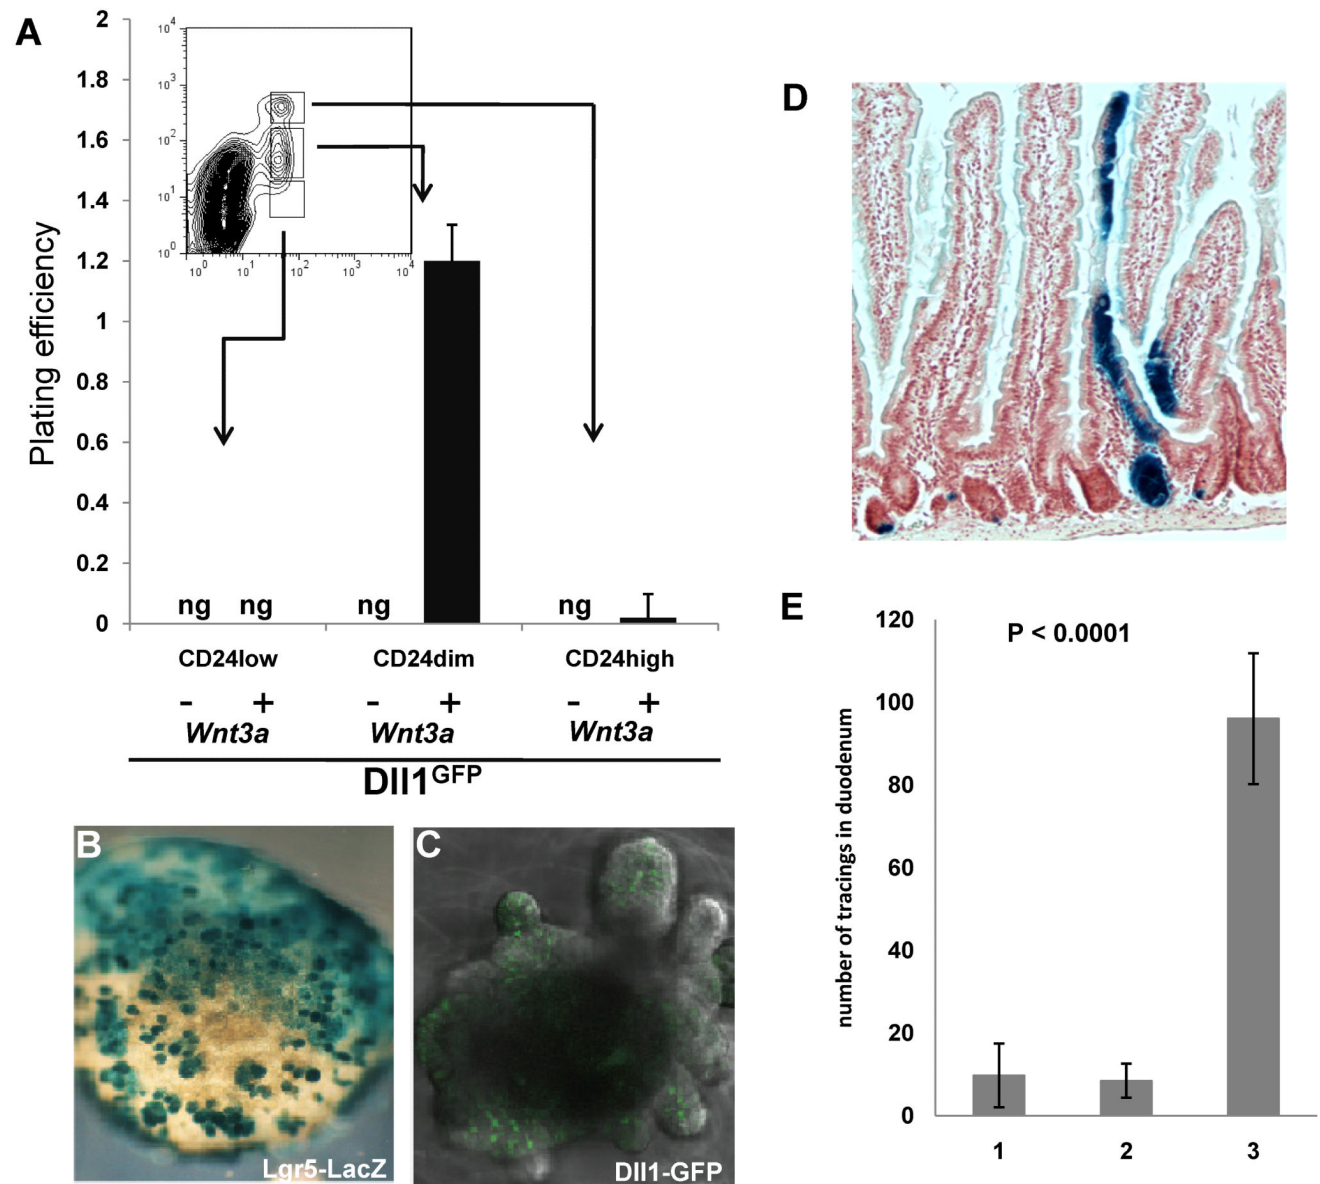 A
Plating efficiency
2
1.8
1.6
1.4
1.2
1
0.8
0.6
0.4
0.2
0
10^4
10^3
10^2
10^1
10^0
10^0 10^1 10^2 10^3 10^4
ng ng ng ng
CD24low CD24dim CD24high
- + - + - +
Wnt3a Wnt3a Wnt3a
Dll1^GFP
B
Lgr5-LacZ
C
Dll1-GFP
D
E
P < 0.0001
number of tracings in duodenum
120
100
80
60
40
20
0
1 2 3